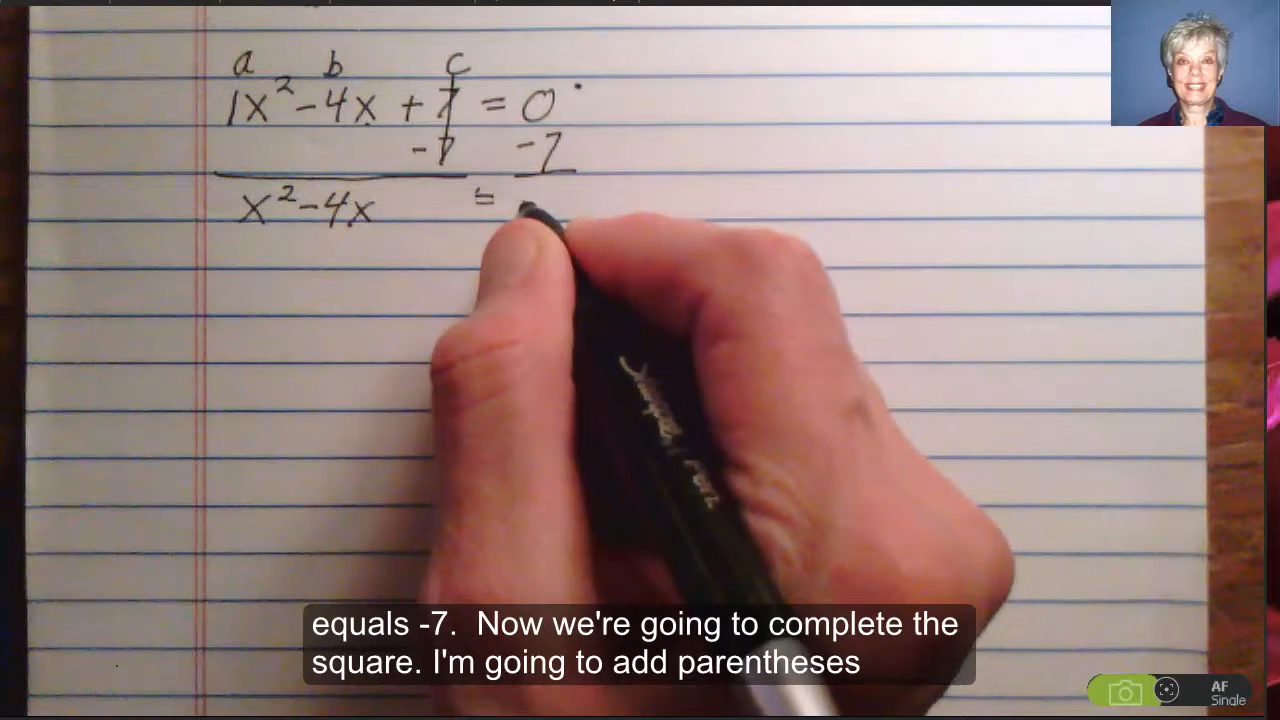 a b c
1x² - 4x + 7 = 0
-7 -7
x² - 4x =
equals -7. Now we're going to complete the
square. I'm going to add parentheses
AF
Single